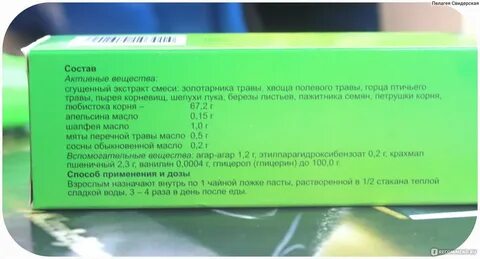 Пелагея Свидерская
Состав
Активные вещества:
сгущенный экстракт смеси: золотарника травы, хвоща полевого травы, горца птичьего
травы, пырея корневищ, шелухи лука, березы листьев, пажитника семян, петрушки корня,
любистока корня – 67,2 г
апельсина масло 0,15 г
шалфея масло 1,0 г
мяты перечной травы масло 0,5 г
сосны обыкновенной масло 0,2 г
Вспомогательные вещества: агар-агар 1,2 г, этилпарагидроксибензоат 0,2 г, крахмал
пшеничный 2,3 г, ванилин 0,0004 г, глицерол (глицерин) до 100,0 г.
Способ применения и дозы
Взрослым назначают внутрь по 1 чайной ложке пасты, растворенной в 1/2 стакана теплой
сладкой воды, 3 – 4 раза в день после еды.
IRECOMMEND.RU